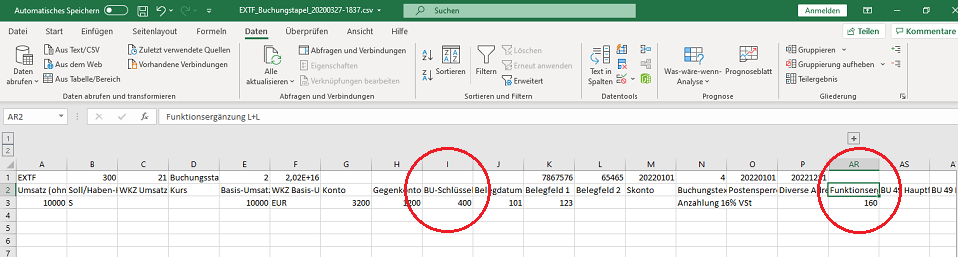 Automatisches Speichern
EXTF_Buchungsstapel_20200327-1837.csv
Suchen
Anmelden
Datei Start Einfügen Seitenlayout Formeln Daten Überprüfen Ansicht Hilfe
Teilen Kommentare
Daten abrufen
Aus Text/CSV
Aus dem Web
Aus Tabelle/Bereich
Zuletzt verwendete Quellen
Vorhandene Verbindungen
Alle aktualisieren
Abfragen und Verbindungen
Eigenschaften
Verknüpfungen bearbeiten
Sortieren
Filtern
Löschen
Erneut anwenden
Erweitert
Text in Spalten
Was-wäre-wenn-Analyse
Prognoseblatt
Gruppieren
Gruppierung aufheben
Teilergebnis
Daten abrufen und transformieren
Abfragen und Verbindungen
Sortieren und Filtern
Datentools
Prognose
Gliederung
AR2 fx Funktionsergänzung L+L
1
2
A B C D E F G H I J K L M N O P AR AS A
1 EXTF 300 21 Buchungssta 2 2,02E+16 7867576 65465 20220101 4 20220101 20221231
2 Umsatz (ohn Soll/Haben-K WKZ Umsatz Kurs Basis-Umsat WKZ Basis-U Konto Gegenkonto BU-Schlüssel Belegdatum Belegfeld 1 Belegfeld 2 Skonto Buchungstex Postensperre Diverse Adre Funktionsen BU 49 Hauptf BU 49
3 10000 S 10000 EUR 3200 1200 400 101 123 Anzahlung 16% VSt 160
4
5
6
7